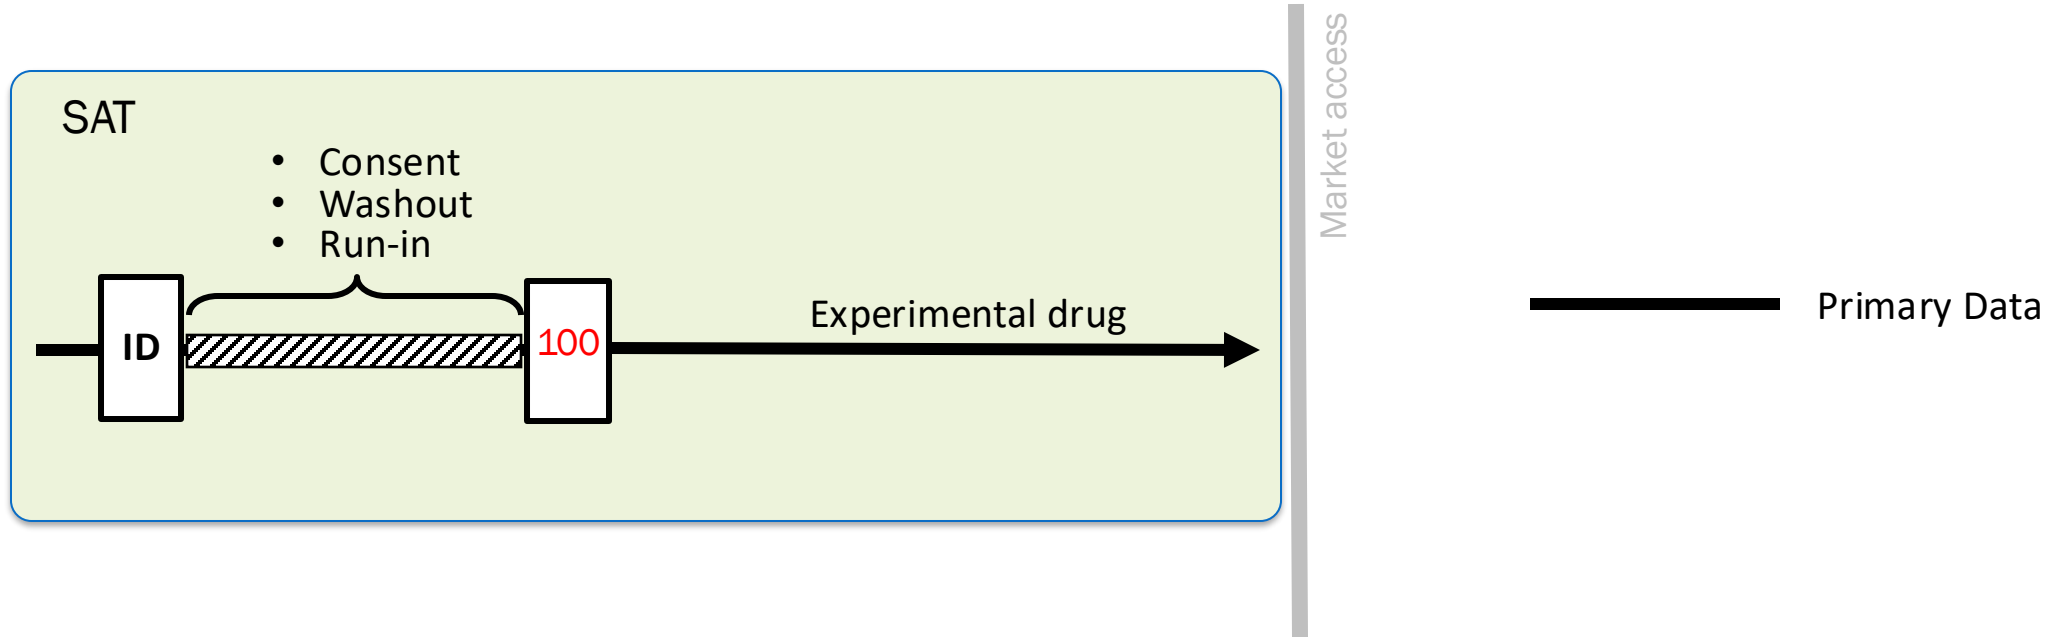 SAT
• Consent
• Washout
• Run-in
ID
100
Experimental drug
Market access
Primary Data